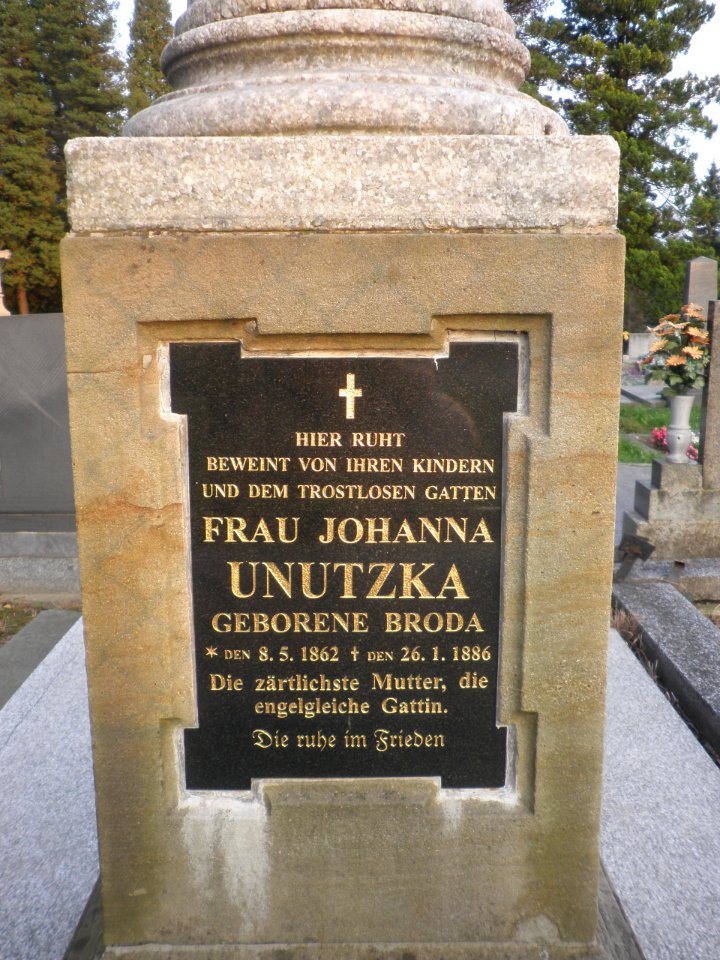 HIER RUHT
BEWEINT VON IHREN KINDERN
UND DEM TROSTLOSEN GATTEN
FRAU JOHANNA
UNUTZKA
GEBORENE BRODA
* DEN 8. 5. 1862 † DEN 26. 1. 1886
Die zärtlichste Mutter, die
engelgleiche Gattin.
Die ruhe im Frieden